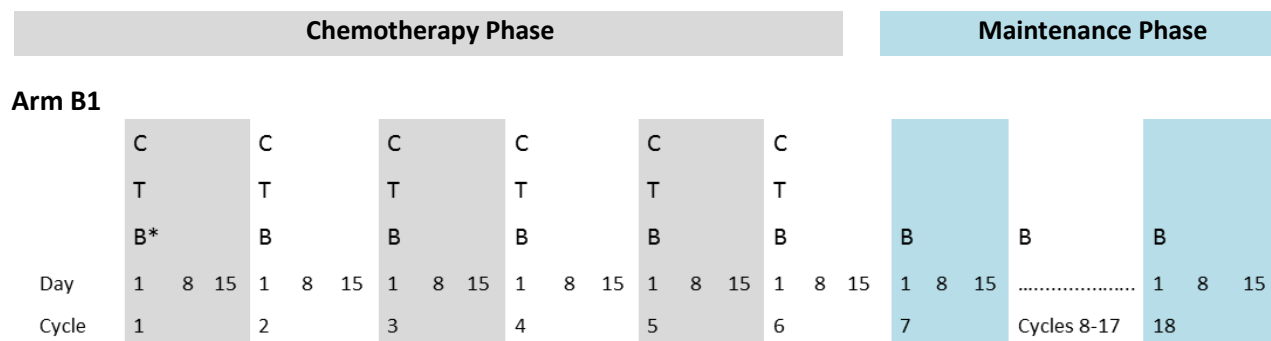 Chemotherapy Phase Maintenance Phase
Arm B1
C C C C C C
T T T T T T
B* B B B B B B B B
Day 1 8 15 1 8 15 1 8 15 1 8 15 1 8 15 1 8 15 1 8 15 .................... 1 8 15
Cycle 1 2 3 4 5 6 7 Cycles 8-17 18